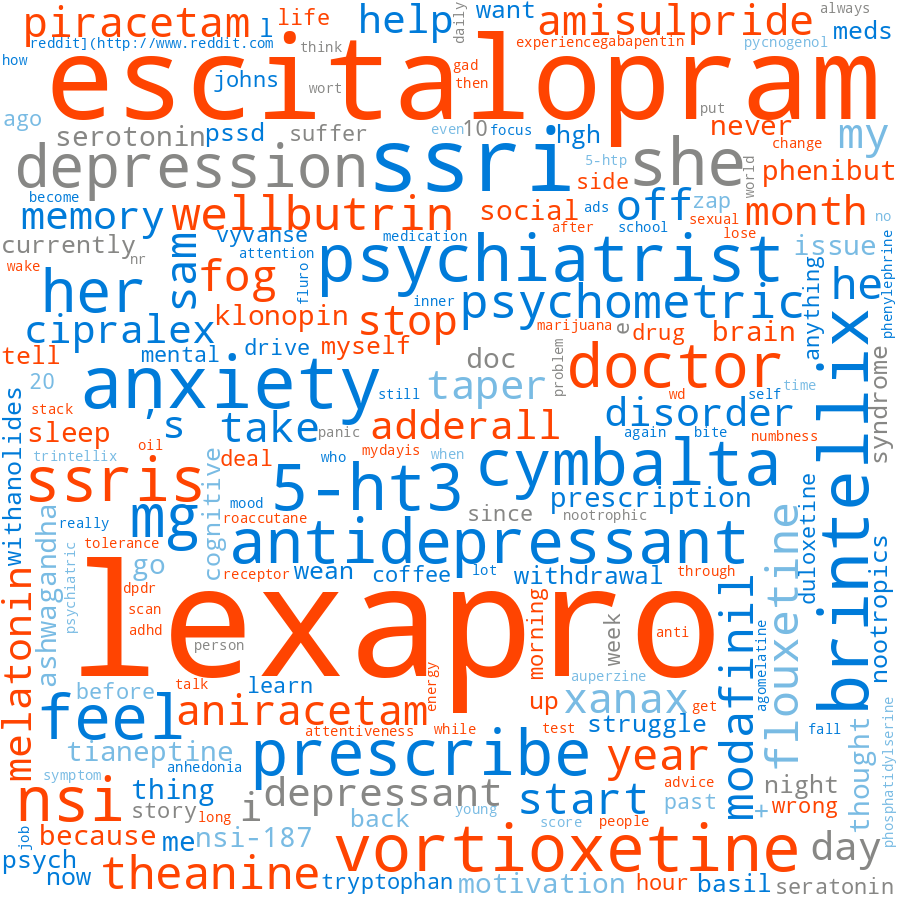 piracetam
l
life
help
want
amisulpride
daily
always
meds
reddit](http://www.reddit.com
think
experience
gabapentin
pycnogenol
how
escitalopram
johns
wort
gad
then
put
ago
serotonin
pssd
suffer
even
10
focus
hgh
never
my
change
depression
ssri
5-htp
she
world
phenibut
become
side
memory
wellbutrin
social
ads
off
zap
sexual
month
no
currently
nr
sam
vyvanse
attention
medication
after
school
lose
issue
phenylephrine
wake
fog
fluro
psychiatrist
anything
he
her
inner
psychometric
cipralex
klonopin
stop
marijuana
e
drug
brain
tell
mental
drive
myself
doc
problem
doctor
syndrome
20
anxiety
still
taper
self
time
brintellix
stack
's
take
panic
adderall
disorder
withanolides
sleep
oil
who
mydayis
when
again
wd
bite
numbness
trintellix
cognitive
deal
cymbalta
ssris
5-ht3
prescription
mg
mood
since
nootrophic
duloxetine
flouxetine
ashwagandha
really
roaccutane
antidepressant
nootropics
tolerance
psychiatric
go
receptor
wean
coffee
lot
withdrawal
through
dpdr
lexapro
modafinil
melatonin
scan
adhd
person
morning
week
anti
agomelatine
energy
auperzine
before
talk
learn
up
xanax
get
feel
aniracetam
attentiveness
while
test
struggle
fall
thought
phosphatidylserine
tianeptine
anhedonia
prescribe
year
symptom
thing
advice
night
nsi
story
long
i
depressant
young
start
past
+
wrong
job
because
me
nsi-187
back
score
people
psych
vortioxetine
day
now
theanine
tryptophan
motivation
hour
basil
seratonin